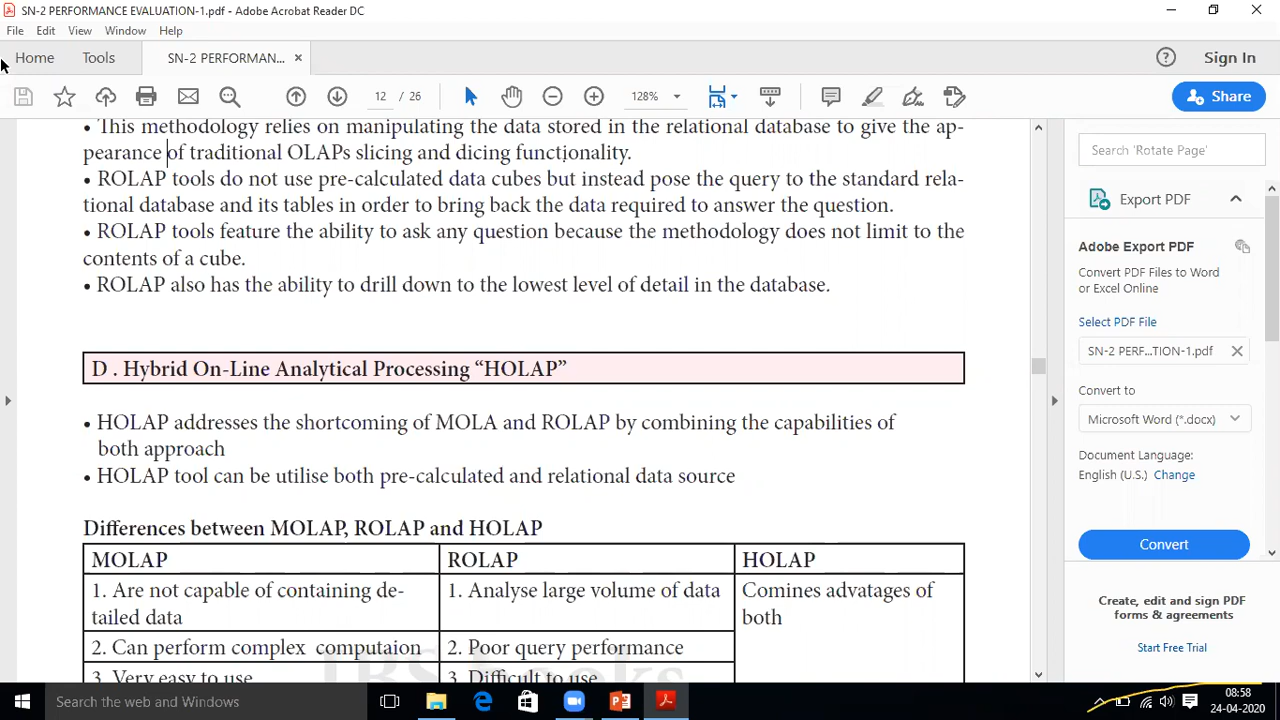 SN-2 PERFORMANCE EVALUATION-1.pdf - Adobe Acrobat Reader DC
File Edit View Window Help
Home Tools SN-2 PERFORMAN... × Sign In
12 / 26 128% Share
• This methodology relies on manipulating the data stored in the relational database to give the ap-
pearance of traditional OLAPs slicing and dicing functionality.
• ROLAP tools do not use pre-calculated data cubes but instead pose the query to the standard rela-
tional database and its tables in order to bring back the data required to answer the question.
• ROLAP tools feature the ability to ask any question because the methodology does not limit to the
contents of a cube.
• ROLAP also has the ability to drill down to the lowest level of detail in the database.
D . Hybrid On-Line Analytical Processing “HOLAP”
• HOLAP addresses the shortcoming of MOLA and ROLAP by combining the capabilities of
both approach
• HOLAP tool can be utilise both pre-calculated and relational data source
Differences between MOLAP, ROLAP and HOLAP
MOLAP ROLAP HOLAP
1. Are not capable of containing de- 1. Analyse large volume of data Comines advatages of
tailed data both
2. Can perform complex computaion 2. Poor query performance
3. Very easy to use 3. Difficult to use
Search 'Rotate Page'
Export PDF
Adobe Export PDF
Convert PDF Files to Word
or Excel Online
Select PDF File
SN-2 PERF...TION-1.pdf
Convert to
Microsoft Word (*.docx)
Document Language:
English (U.S.) Change
Convert
Create, edit and sign PDF
forms & agreements
Start Free Trial
Search the web and Windows
08:58
24-04-2020